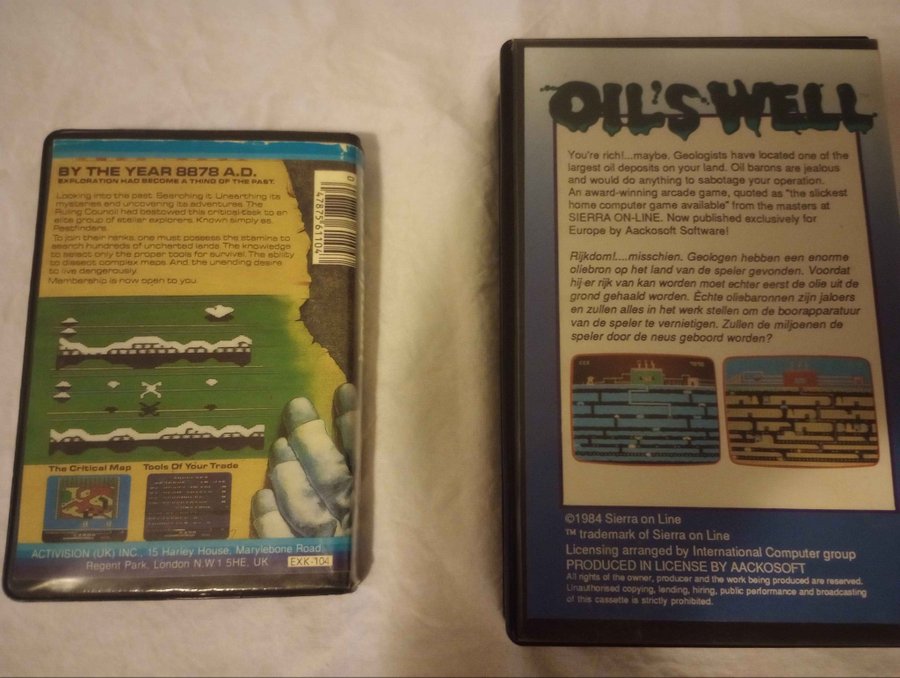 BY THE YEAR 8878 A.D.
EXPLORATION HAD BECOME A THING OF THE PAST.
Looking into the past. Searching it. Unearthing its
mysteries and uncovering its adventures. The
Ruling Council had bestowed this critical task to an
elite group of stellar explorers. Known simply as:
Pastfinders.
To join their ranks, one must possess the stamina to
search hundreds of uncharted lands. The knowledge
to select only the proper tools for survival. The ability
to dissect complex maps. And, the unending desire
to live dangerously.
Membership is now open to you.
0 47875 61104
The Critical Map
Tools Of Your Trade
ACTIVISION (UK) INC., 15 Harley House, Marylebone Road,
Regent Park, London N.W1 5HE, UK
EXK-104
OIL'S WELL
You're rich!...maybe. Geologists have located one of the
largest oil deposits on your land. Oil barons are jealous
and would do anything to sabotage your operation.
An award-winning arcade game, quoted as "the slickest
home computer game available" from the masters at
SIERRA ON-LINE. Now published exclusively for
Europe by Aackosoft Software!
Rijkdom!....misschien. Geologen hebben een enorme
oliebron op het land van de speler gevonden. Voordat
hij er rijk van kan worden moet echter eerst de olie uit de
grond gehaald worden. Echte oliebaronnen zijn jaloers
en zullen alles in het werk stellen om de boorapparatuur
van de speler te vernietigen. Zullen de miljoenen de
speler door de neus geboord worden?
©1984 Sierra on Line
™ trademark of Sierra on Line
Licensing arranged by International Computer group
PRODUCED IN LICENSE BY AACKOSOFT
All rights of the owner, producer and the work being produced are reserved.
Unauthorised copying, lending, hiring, public performance and broadcasting
of this cassette is strictly prohibited.